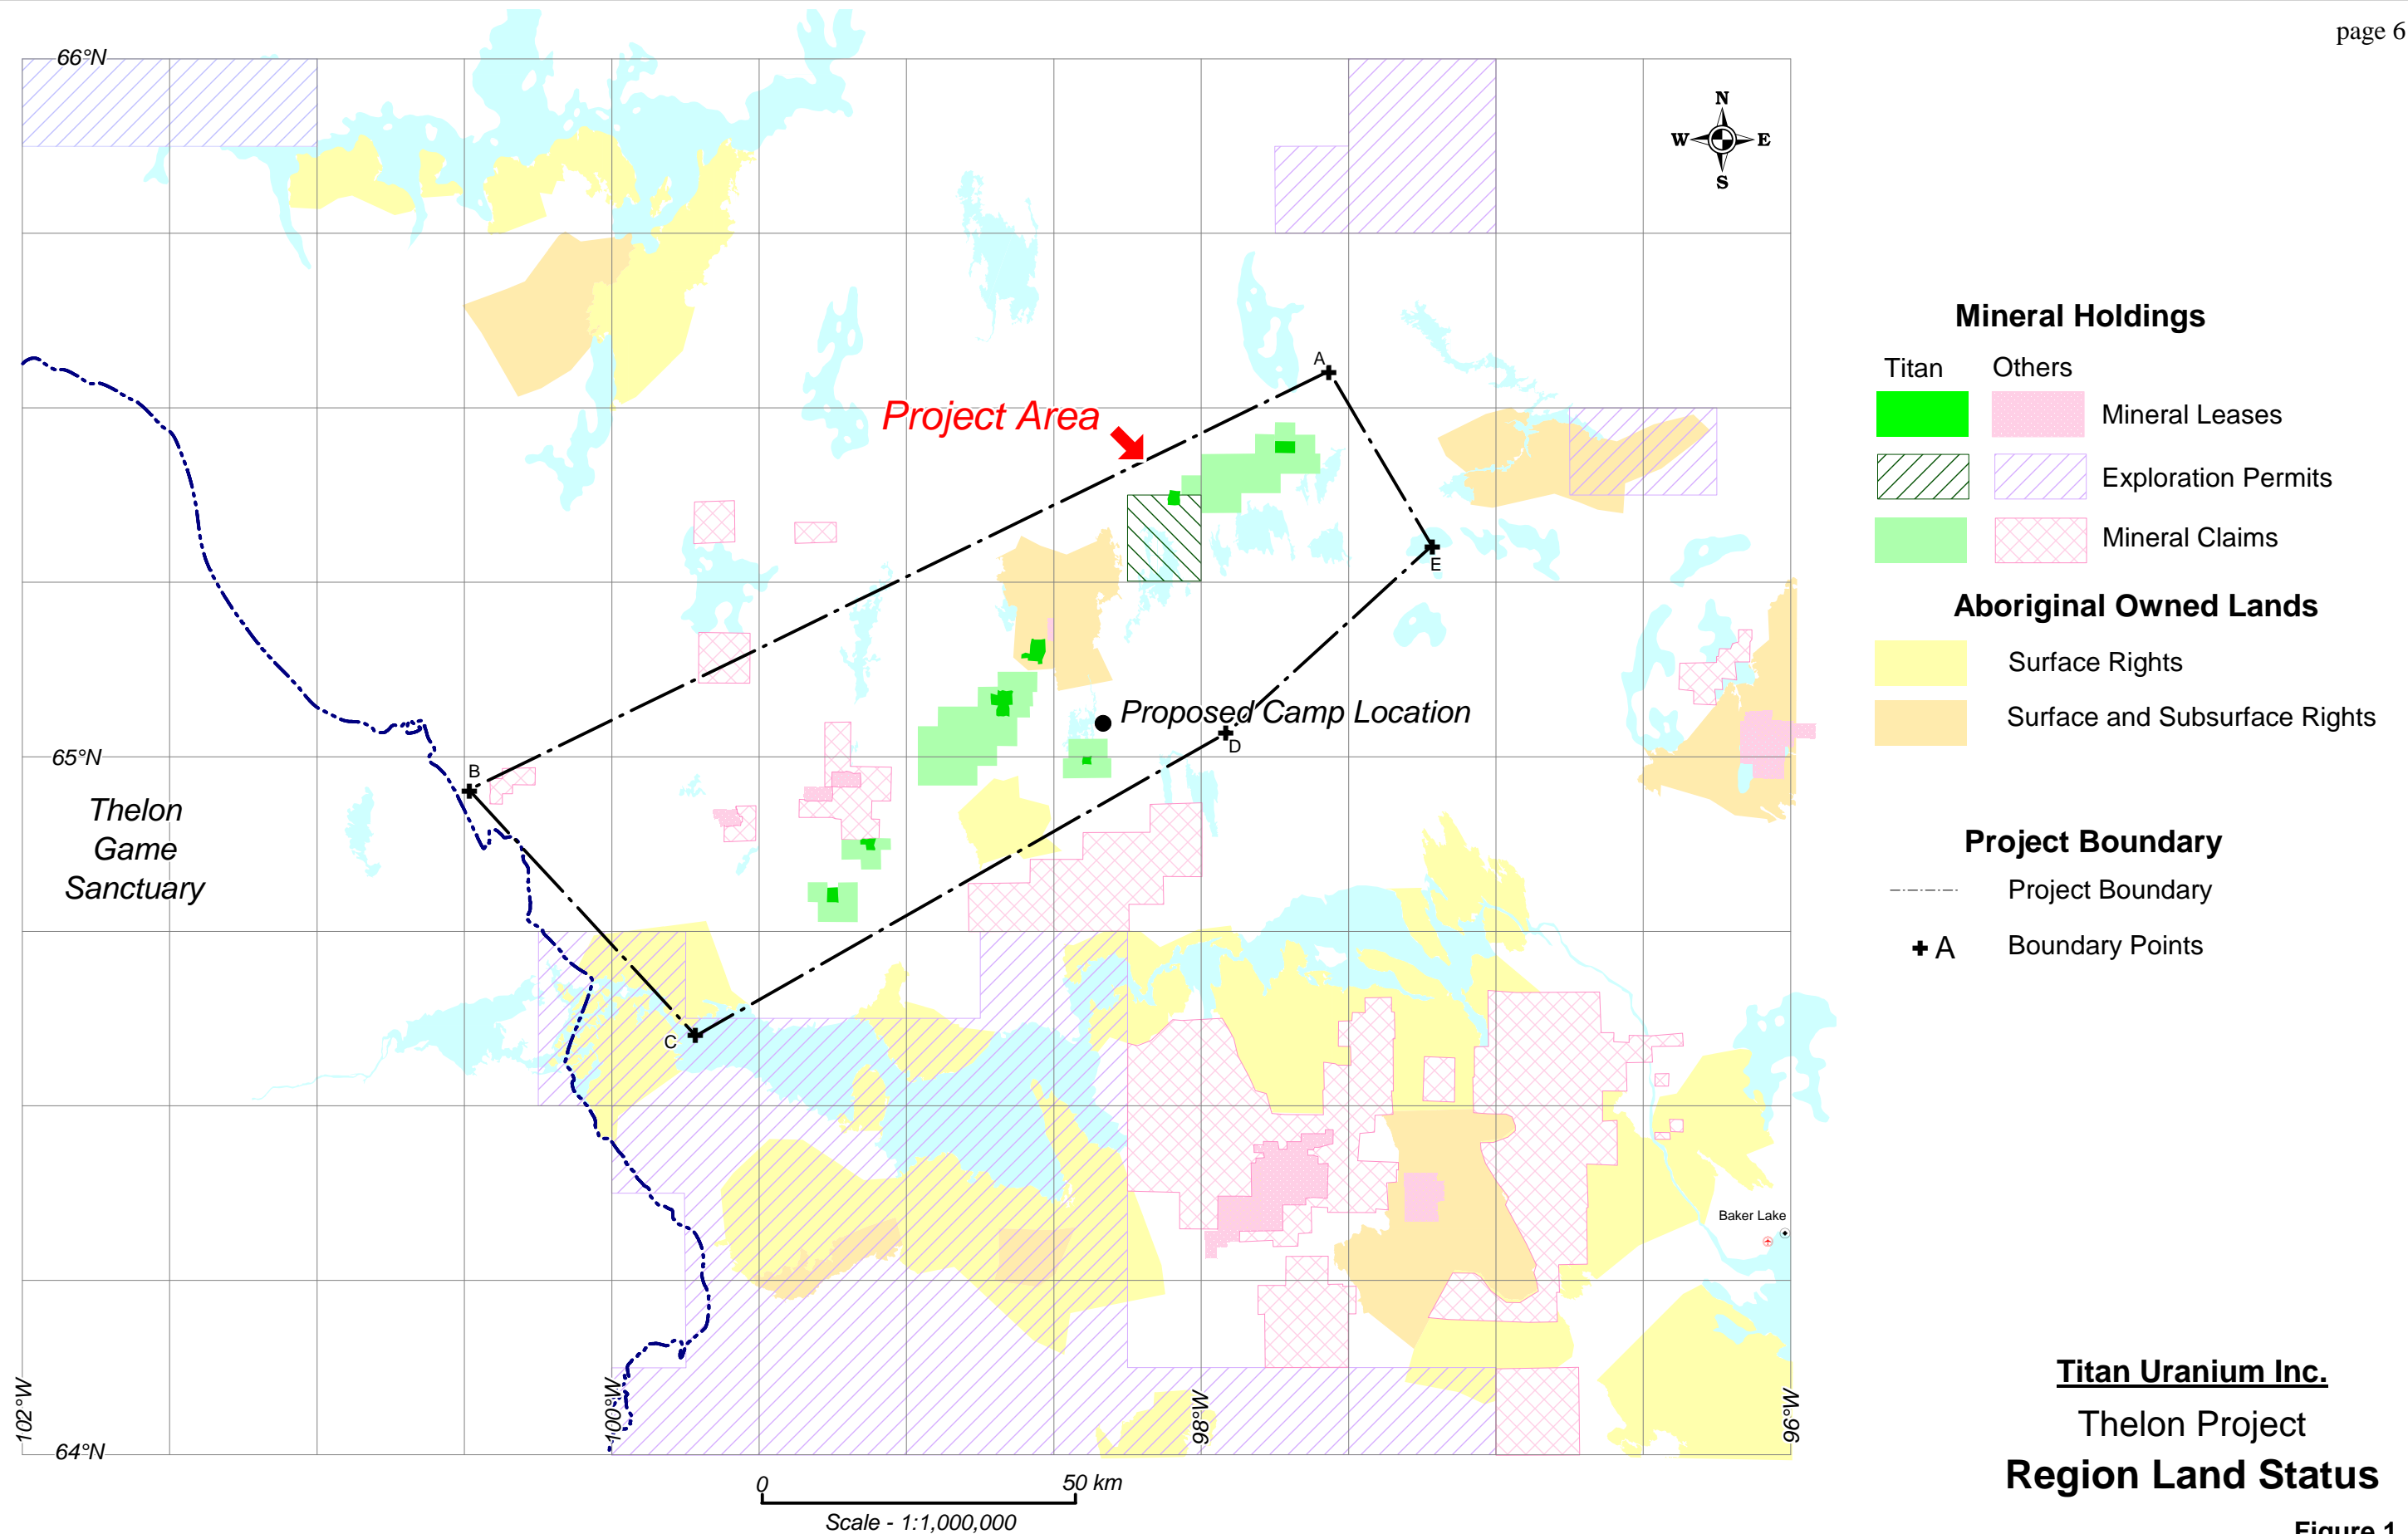 page 6
66°N
N
W
E
S
A
Project Area
Mineral Holdings
Titan
Others
Mineral Leases
Exploration Permits
Mineral Claims
E
Aboriginal Owned Lands
Surface Rights
Surface and Subsurface Rights
Proposed Camp Location
D
65°N
B
Thelon
Game
Sanctuary
Project Boundary
Project Boundary
A
Boundary Points
C
Baker Lake
102°W
100°W
98°W
96°W
64°N
0
50 km
Scale - 1:1,000,000
Titan Uranium Inc.
Thelon Project
Region Land Status
Figure 1